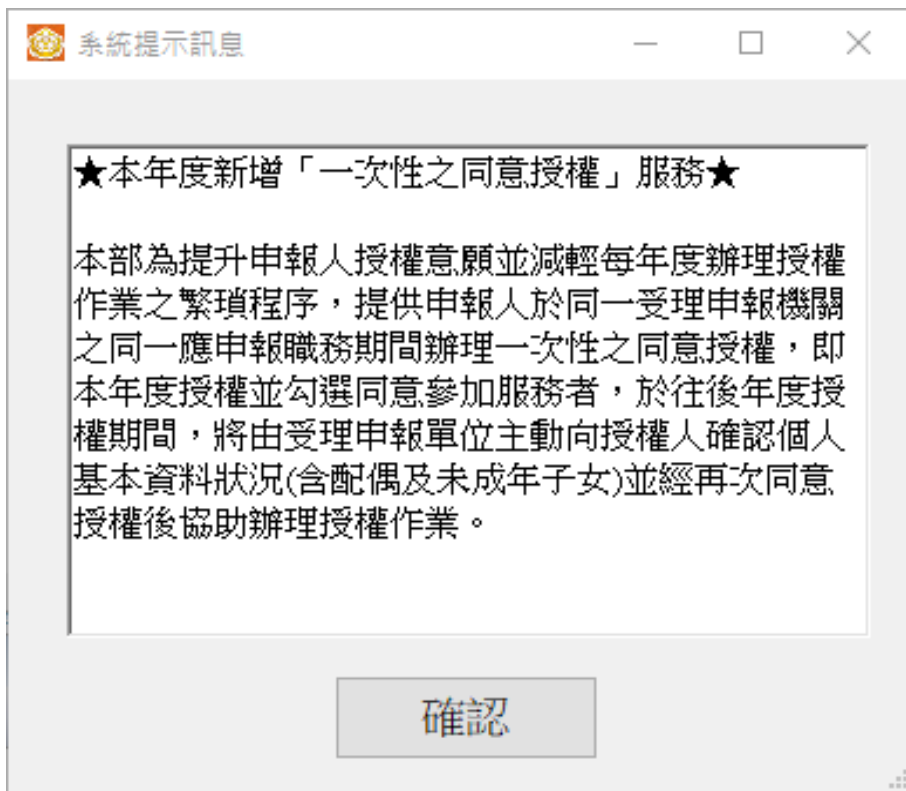 系統提示訊息
★本年度新增「一次性之同意授權」服務★
本部為提升申報人授權意願並減輕每年度辦理授權
作業之繁瑣程序，提供申報人於同一受理申報機關
之同一應申報職務期間辦理一次性之同意授權，即
本年度授權並勾選同意參加服務者，於往後年度授
權期間，將由受理申報單位主動向授權人確認個人
基本資料狀況(含配偶及未成年子女)並經再次同意
授權後協助辦理授權作業。
確認